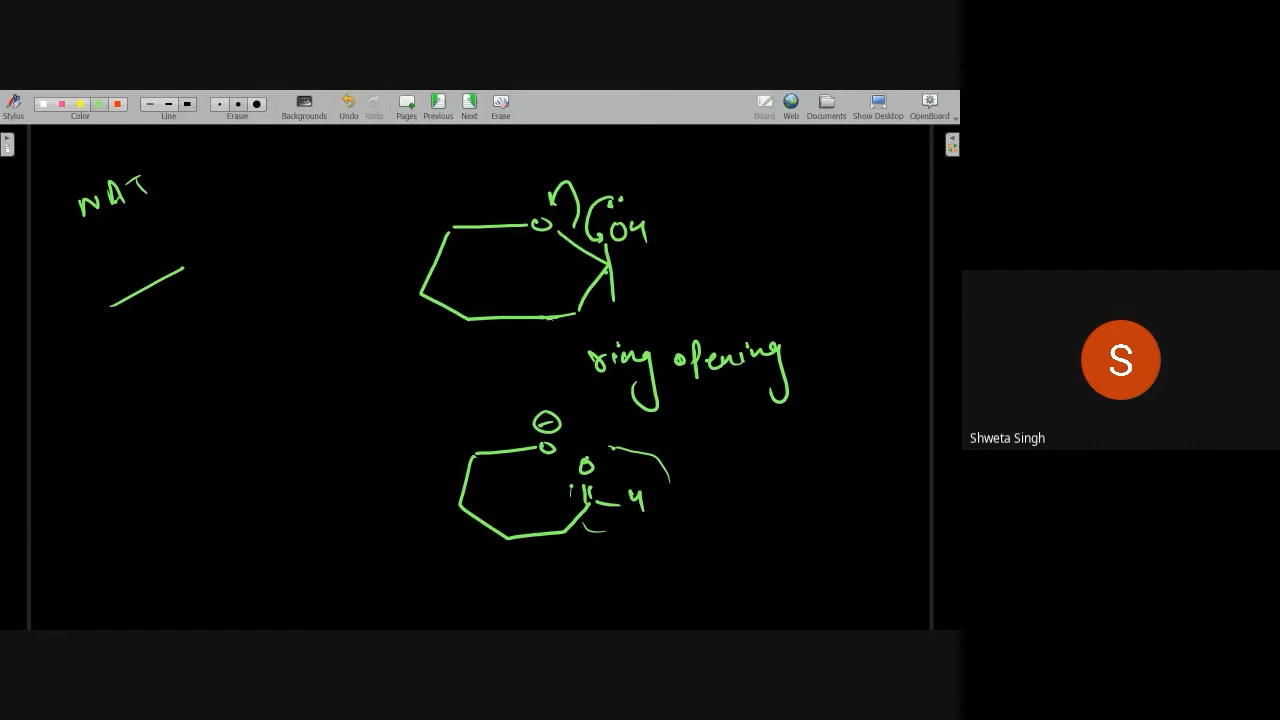 Stylus
Color
Line
Eraser
Backgrounds
Undo
Redo
Pages
Previous
Next
Erase
Board
Web
Documents
Show Desktop
OpenBoard
NAT
O
OH
ring opening
O
O
H
S
Shweta Singh